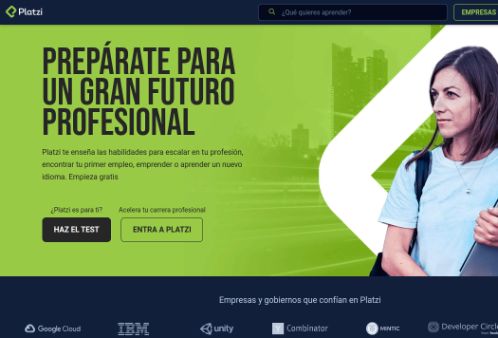 Platzi
¿Qué quieres aprender?
EMPRESAS
PREPÁRATE PARA
UN GRAN FUTURO
PROFESIONAL
Platzi te enseña las habilidades para escalar en tu profesión,
encontrar tu primer empleo, emprender o aprender un nuevo
idioma. Empieza gratis
¿Platzi es para ti?
Acelera tu carrera profesional
HAZ EL TEST
ENTRA A PLATZI
Empresas y gobiernos que confían en Platzi
Google Cloud
IBM
unity
Y Combinator
MINTIC
Developer Circle